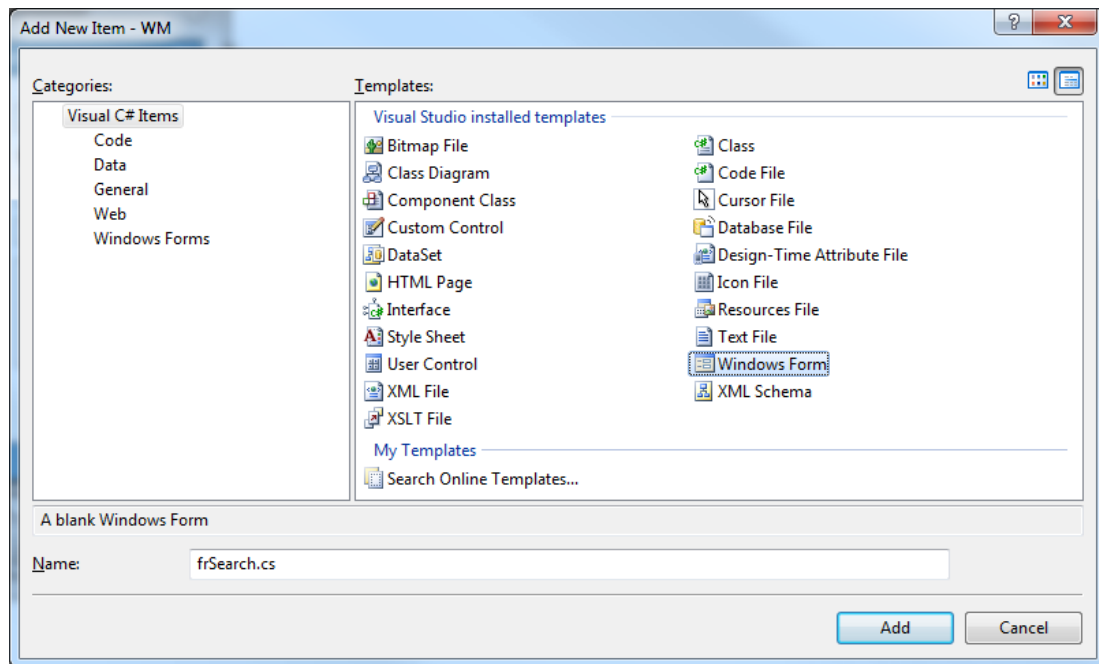 Add New Item - WM
Categories:
Templates:
Visual C# Items
Code
Data
General
Web
Windows Forms
Visual Studio installed templates
Bitmap File
Class
Class Diagram
Code File
Component Class
Cursor File
Custom Control
Database File
DataSet
Design-Time Attribute File
HTML Page
Icon File
Interface
Resources File
Style Sheet
Text File
User Control
Windows Form
XML File
XML Schema
XSLT File
My Templates
Search Online Templates...
A blank Windows Form
Name:
frSearch.cs
Add
Cancel